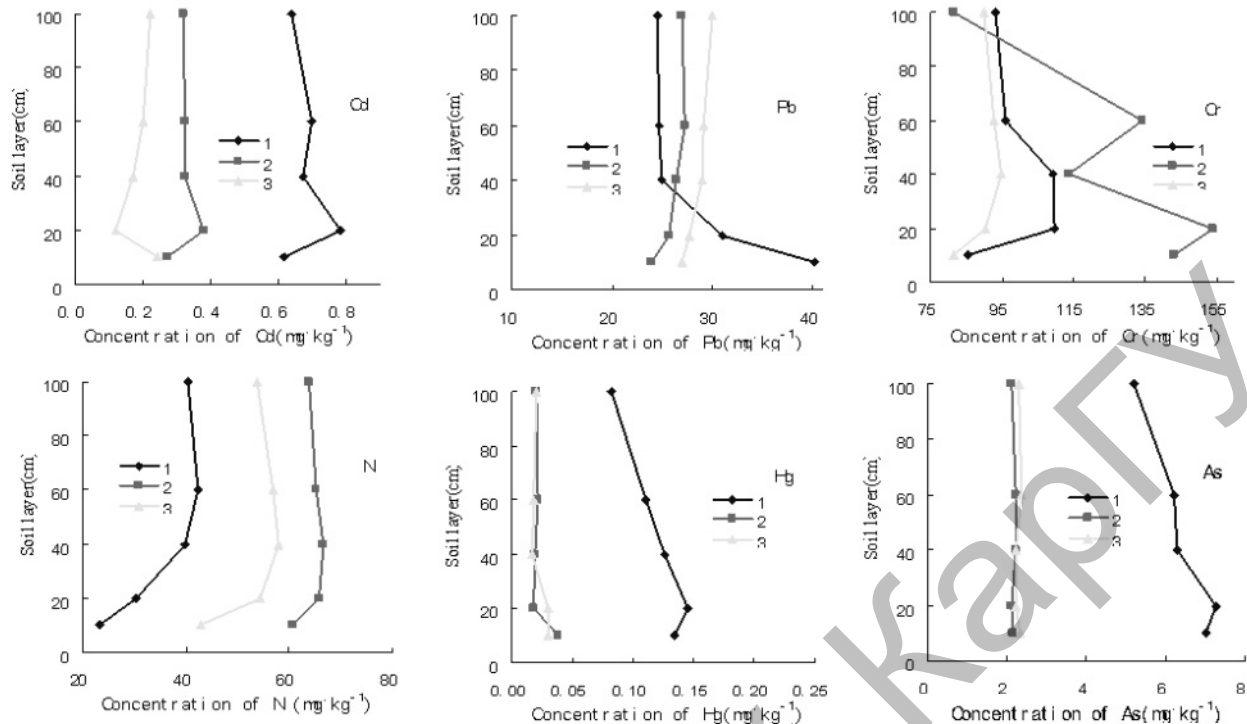 100
80
60
40
20
0
Soil layer(cm)
Cd
1
2
3
0.0 0.2 0.4 0.6 0.8
Concentration of Cd(mg·kg⁻¹)
100
80
60
40
20
0
Soil layer(cm)
Pb
1
2
3
10 20 30 40
Concentration of Pb(mg·kg⁻¹)
100
80
60
40
20
0
Soil layer(cm)
Cr
1
2
3
75 95 115 135 155
Concentration of Cr(mg·kg⁻¹)
100
80
60
40
20
0
Soil layer(cm)
N
1
2
3
20 40 60 80
Concentration of N (mg·kg⁻¹)
100
80
60
40
20
0
Soil layer(cm)
Hg
1
2
3
0.00 0.05 0.10 0.15 0.20 0.25
Concentration of Hg(mg·kg⁻¹)
100
80
60
40
20
0
Soil layer(cm)
As
1
2
3
0 2 4 6 8
Concentration of As(mg·kg⁻¹)
КарГУ